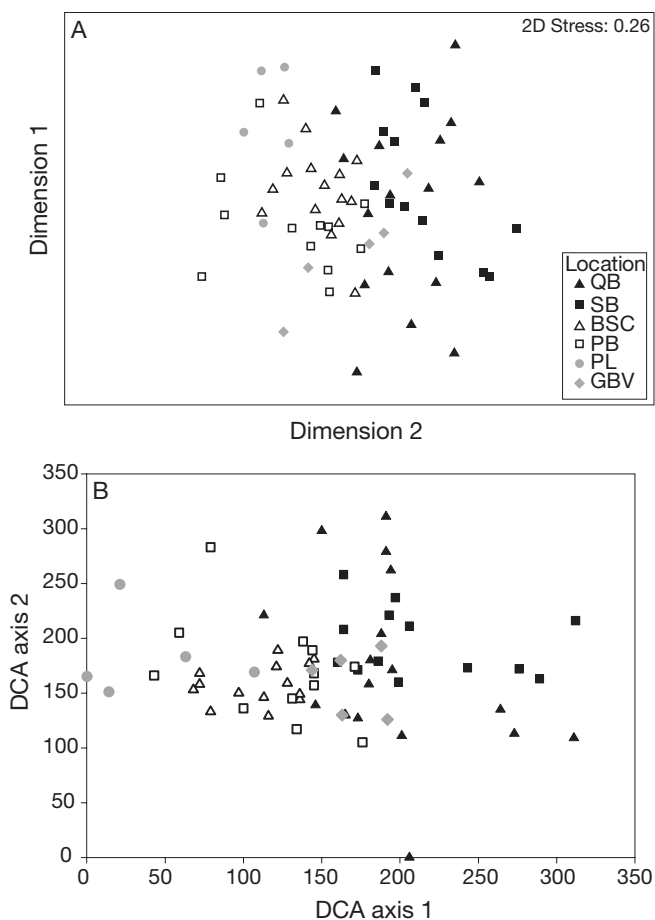 A
2D Stress: 0.26
Dimension 1
Location
QB
SB
BSC
PB
PL
GBV
Dimension 2
B
350
300
250
200
150
100
50
0
DCA axis 2
0 50 100 150 200 250 300 350
DCA axis 1